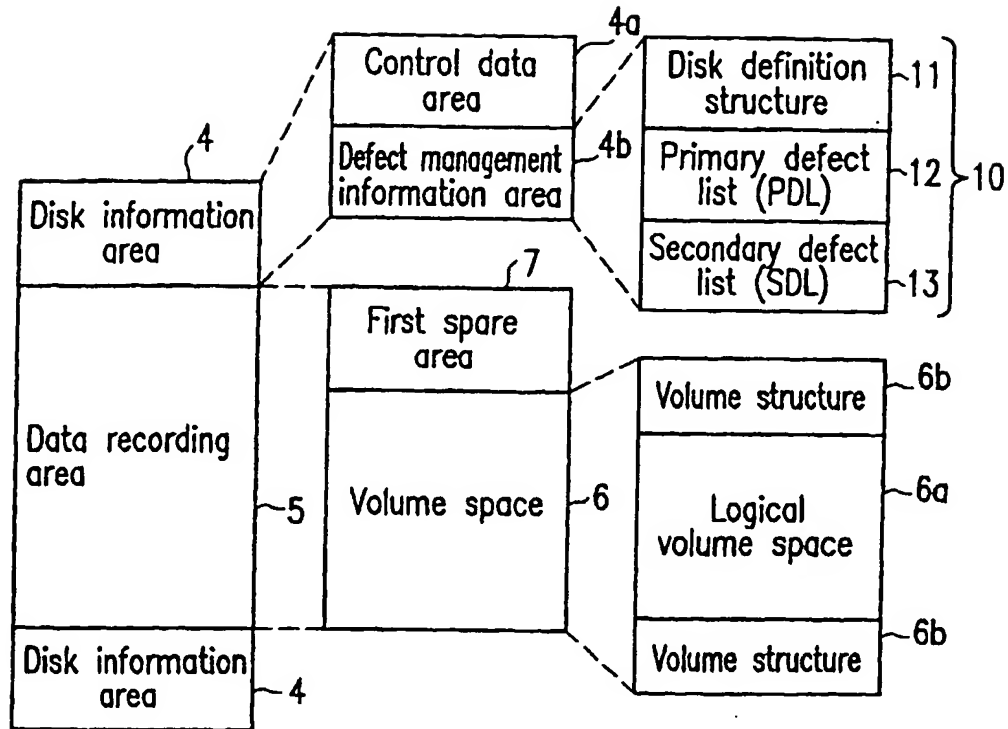 4
Disk information
area
Data recording
area
5
Disk information
area
4
4a
Control data
area
Defect management
information area
4b
7
First spare
area
Volume space
6
Disk definition
structure
11
Primary defect
list (PDL)
12
Secondary defect
list (SDL)
13
10
Volume structure
6b
Logical
volume space
6a
Volume structure
6b